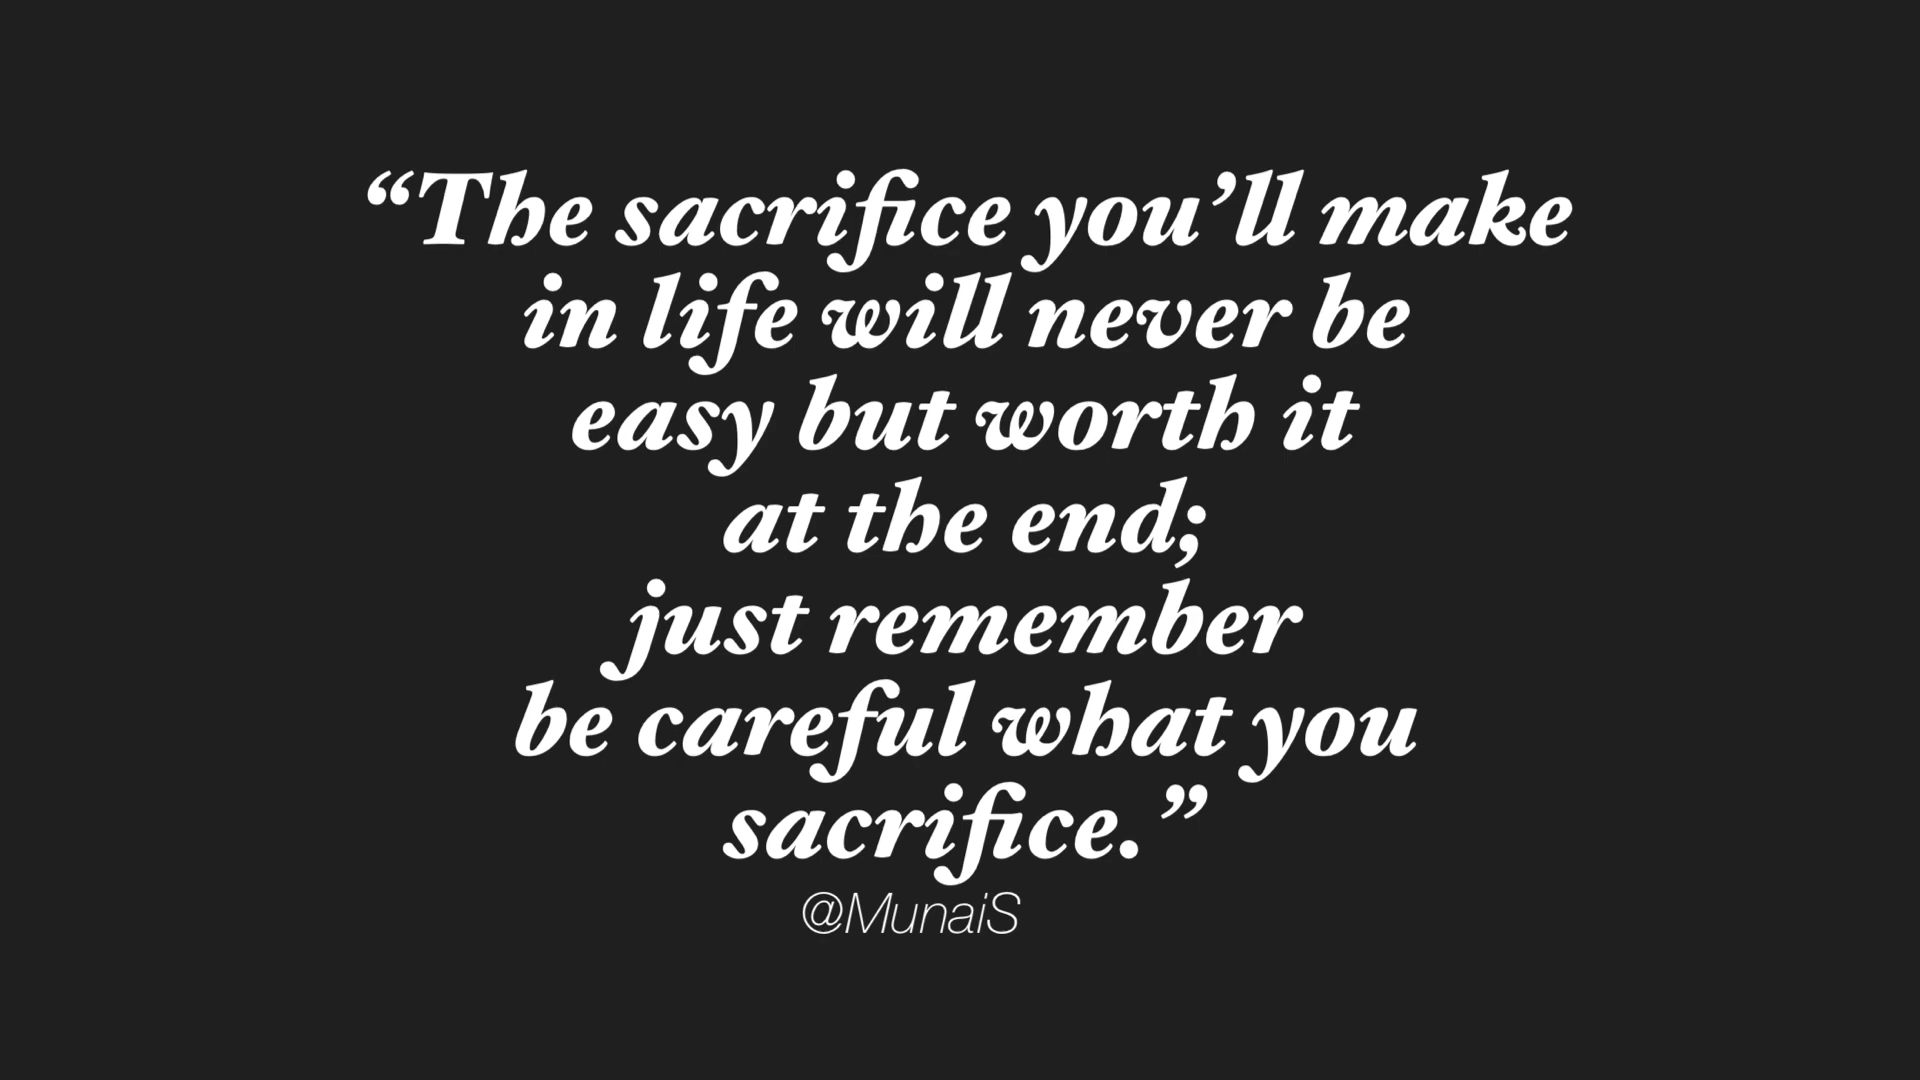 “The sacrifice you’ll make
in life will never be
easy but worth it
at the end;
just remember
be careful what you
sacrifice.”
@MunaiS